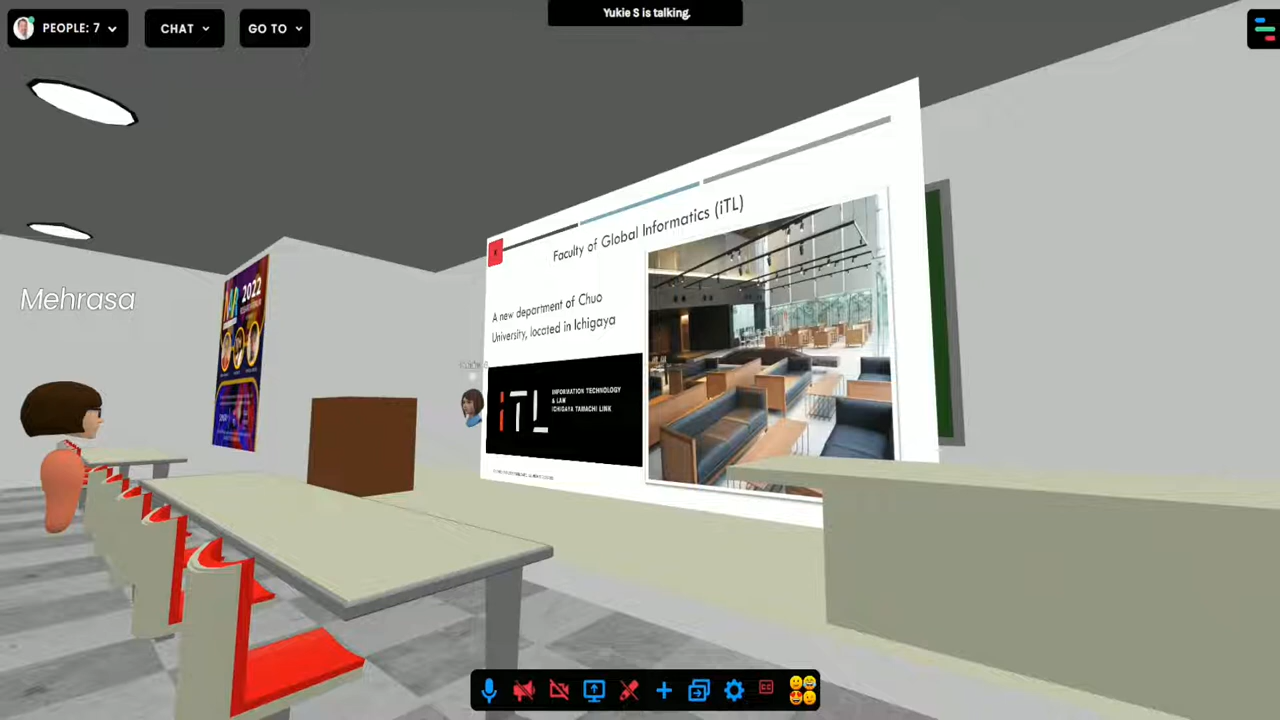 PEOPLE: 7
CHAT
GO TO
Yukie S is talking.
Mehrasa
2022
Faculty of Global Informatics (iTL)
A new department of Chuo
University, located in Ichigaya
iTL
INFORMATION TECHNOLOGY
& LAW
ICHIGAYA TAMACHI LINK
CC